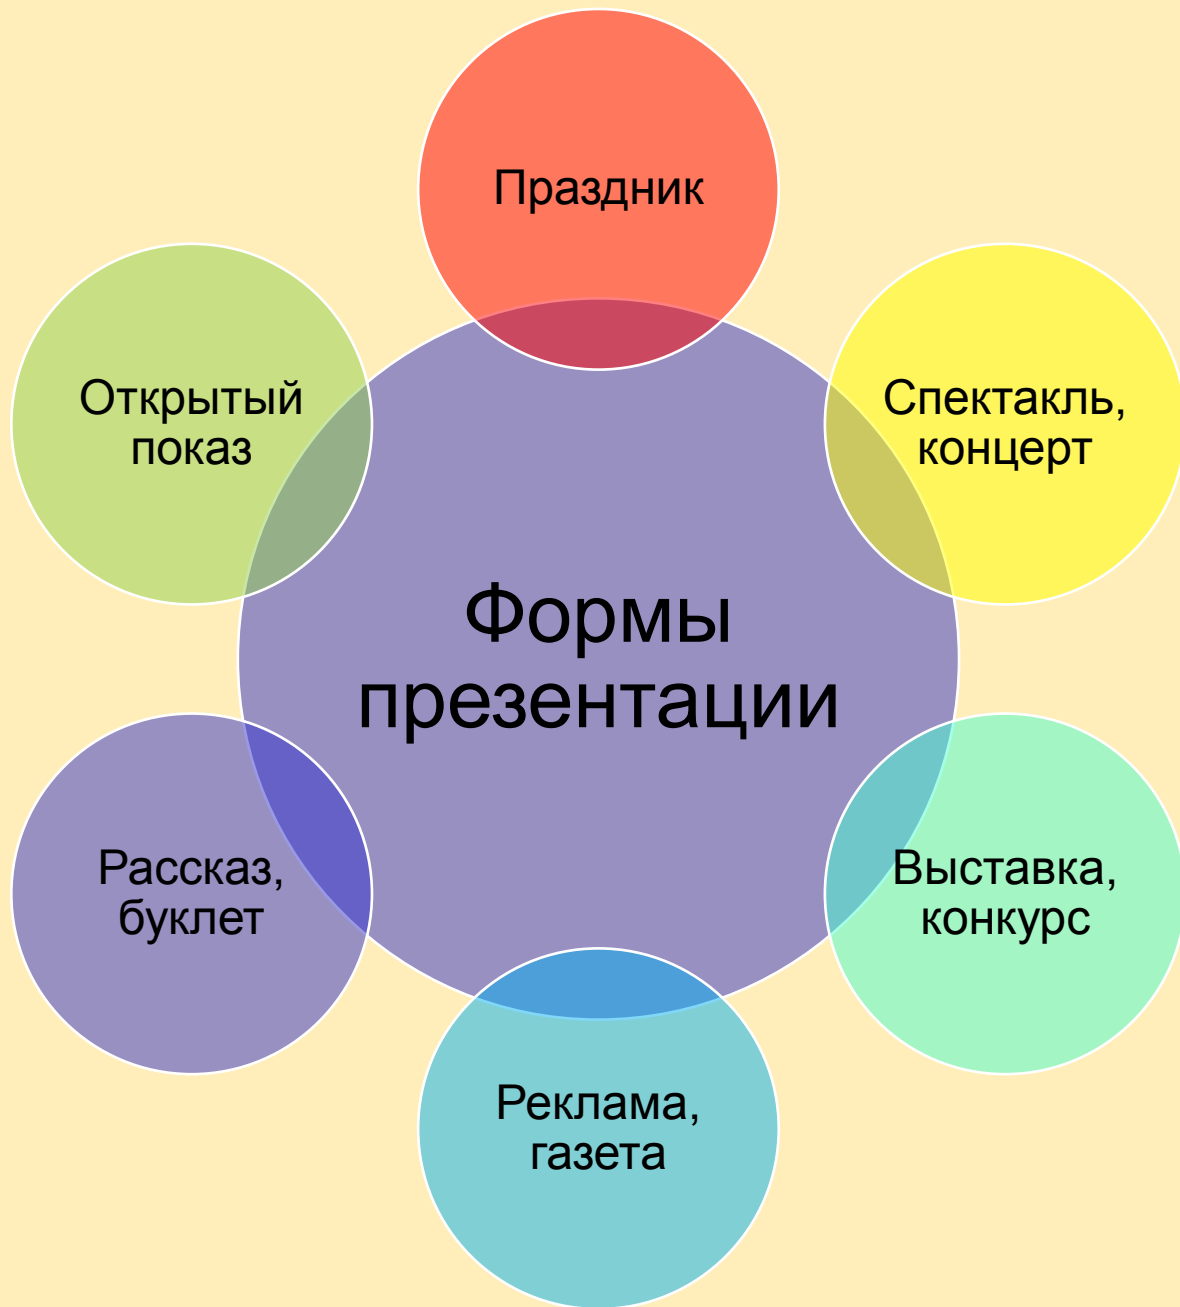 Праздник
Спектакль,
концерт
Выставка,
конкурс
Реклама,
газета
Рассказ,
буклет
Открытый
показ
Формы
презентации